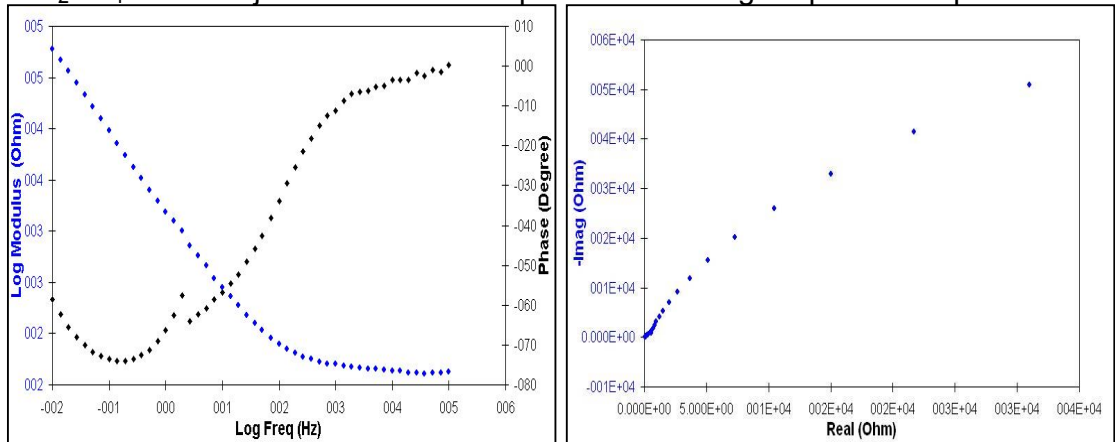 005
005
004
004
003
003
002
002
Log Modulus (Ohm)
010
000
-010
-020
-030
-040
-050
-060
-070
-080
Phase (Degree)
-002
-001
000
001
002
003
004
005
006
Log Freq (Hz)
006E+04
005E+04
004E+04
003E+04
002E+04
001E+04
0.000E+00
-001E+04
-Imag (Ohm)
0.000E+00
5.000E+00
001E+04
002E+04
002E+04
003E+04
003E+04
004E+04
Real (Ohm)